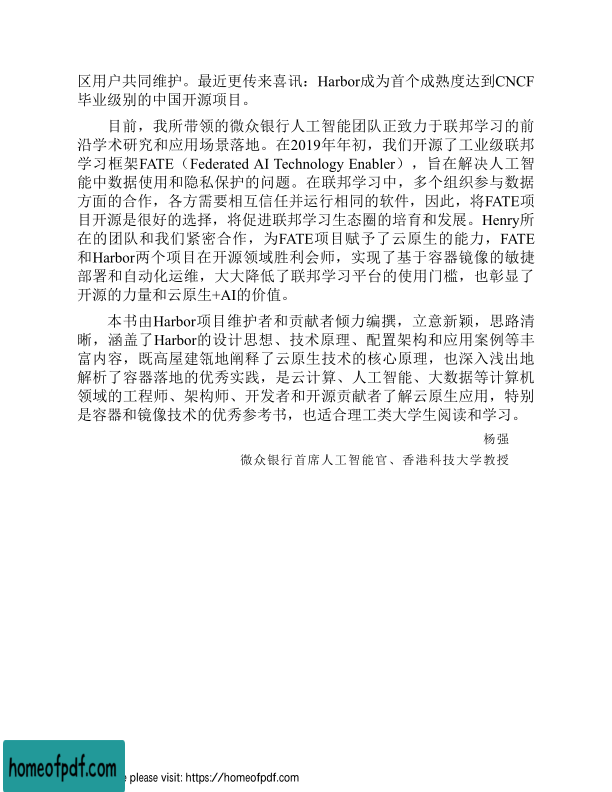 区用户共同维护。最近更传来喜讯：Harbor成为首个成熟度达到CNCF
毕业级别的中国开源项目。
目前，我所带领的微众银行人工智能团队正致力于联邦学习的前
沿学术研究和应用场景落地。在2019年年初，我们开源了工业级联邦
学习框架FATE（Federated AI Technology Enabler），旨在解决人工智
能中数据使用和隐私保护的问题。在联邦学习中，多个组织参与数据
方面的合作，各方需要相互信任并运行相同的软件，因此，将FATE项
目开源是很好的选择，将促进联邦学习生态圈的培育和发展。Henry所
在的团队和我们紧密合作，为FATE项目赋予了云原生的能力，FATE
和Harbor两个项目在开源领域胜利会师，实现了基于容器镜像的敏捷
部署和自动化运维，大大降低了联邦学习平台的使用门槛，也彰显了
开源的力量和云原生+AI的价值。
本书由Harbor项目维护者和贡献者倾力编撰，立意新颖，思路清
晰，涵盖了Harbor的设计思想、技术原理、配置架构和应用案例等丰
富内容，既高屋建瓴地阐释了云原生技术的核心原理，也深入浅出地
解析了容器落地的优秀实践，是云计算、人工智能、大数据等计算机
领域的工程师、架构师、开发者和开源贡献者了解云原生应用，特别
是容器和镜像技术的优秀参考书，也适合理工类大学生阅读和学习。
杨强
微众银行首席人工智能官、香港科技大学教授
homeofpdf.com
please visit: https://homeofpdf.com